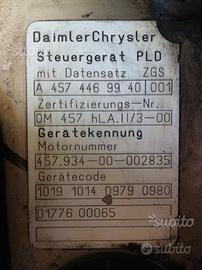 DaimlerChrysler
Steuergerät PLD
mit Datensatz ZGS
A 457 446 99 40 001
Zertifizierungs-Nr.
OM 457 hLA.II/3-00
Gerätekennung
Motornummer
457.934-00-002835
Gerätecode
1019 1014 0979 0980
01776 00065
subito
subito